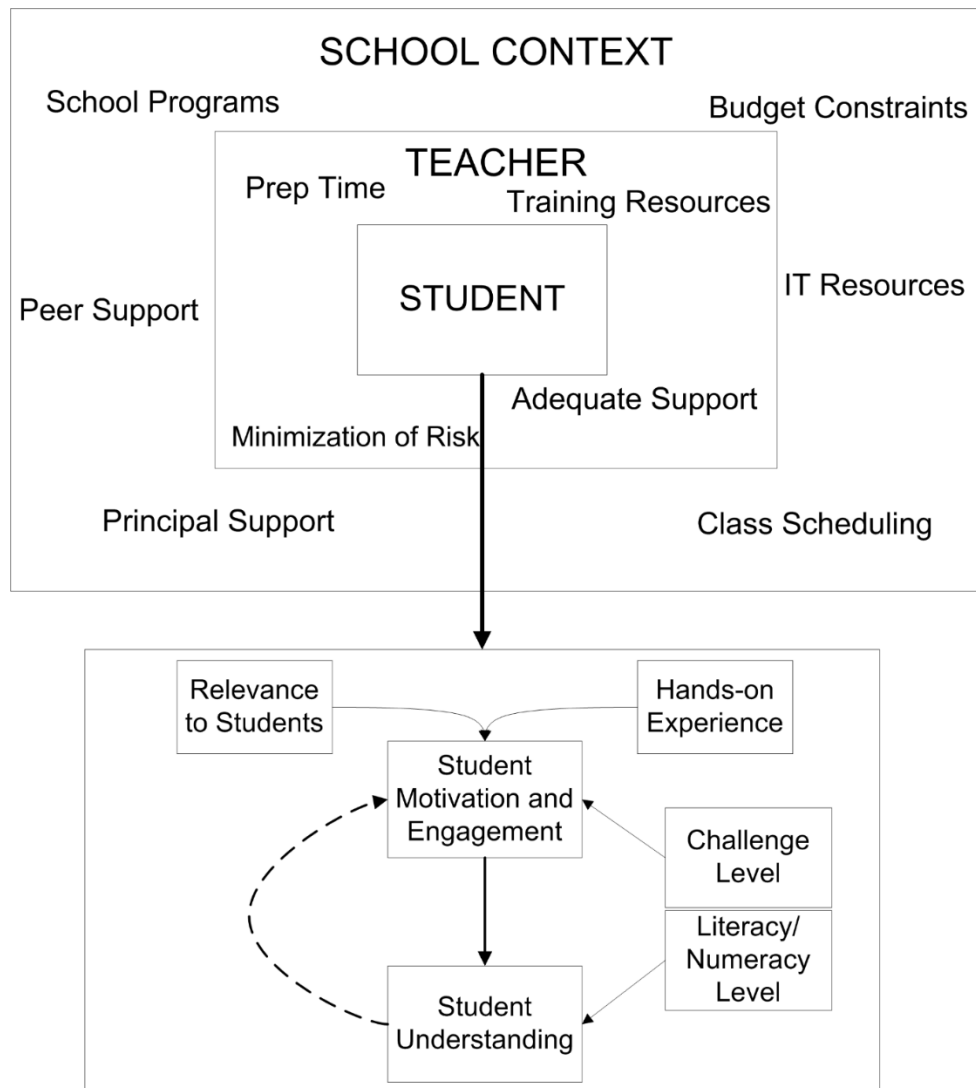 SCHOOL CONTEXT
School Programs
Budget Constraints
TEACHER
Prep Time
Training Resources
STUDENT
IT Resources
Peer Support
Adequate Support
Minimization of Risk
Principal Support
Class Scheduling
Relevance
to Students
Hands-on
Experience
Student
Motivation and
Engagement
Challenge
Level
Literacy/
Numeracy
Level
Student
Understanding